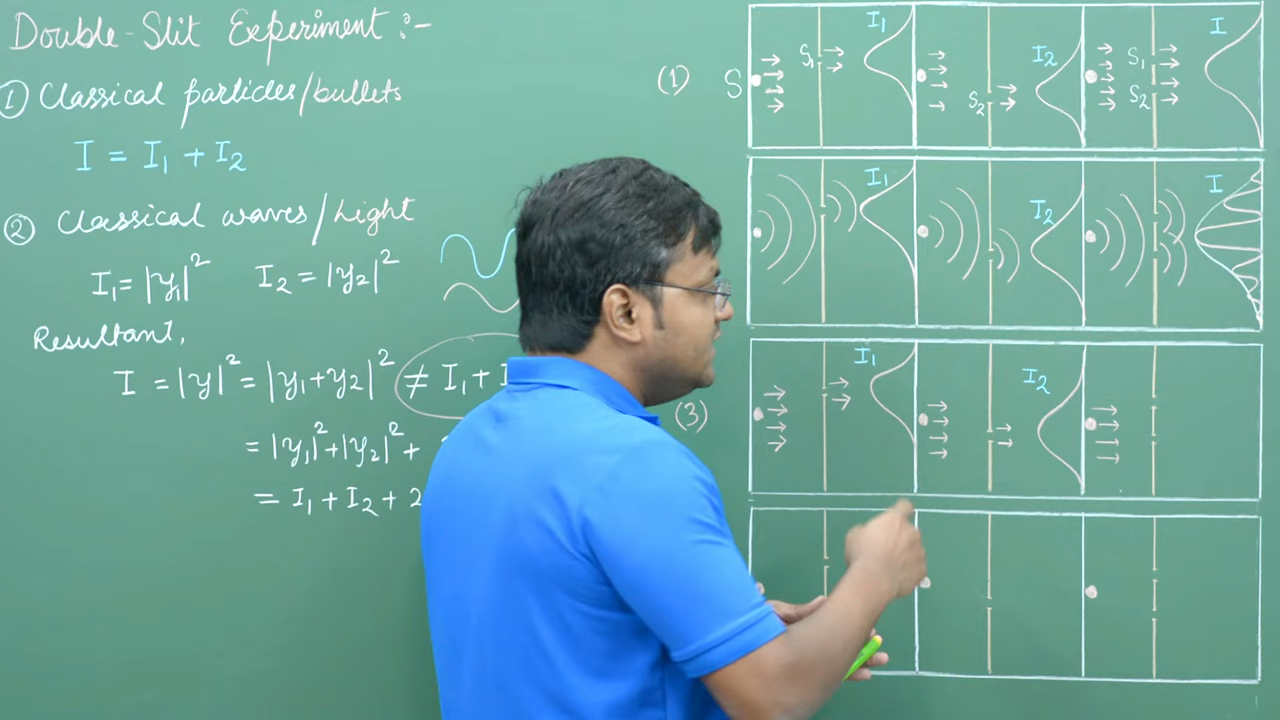 Double-Slit Experiment :-
① Classical particles/bullets
I = I₁ + I₂
② Classical waves/Light
I₁ = |y₁|² I₂ = |y₂|²
Resultant,
I = |y|² = |y₁+y₂|² ≠ I₁ + I
= |y₁|² + |y₂|² +
= I₁ + I₂ + 2
(1) S S₁ I₁ S₂ I₂ S₁ S₂ I
I₁ I₂ I
(3) I₁ I₂